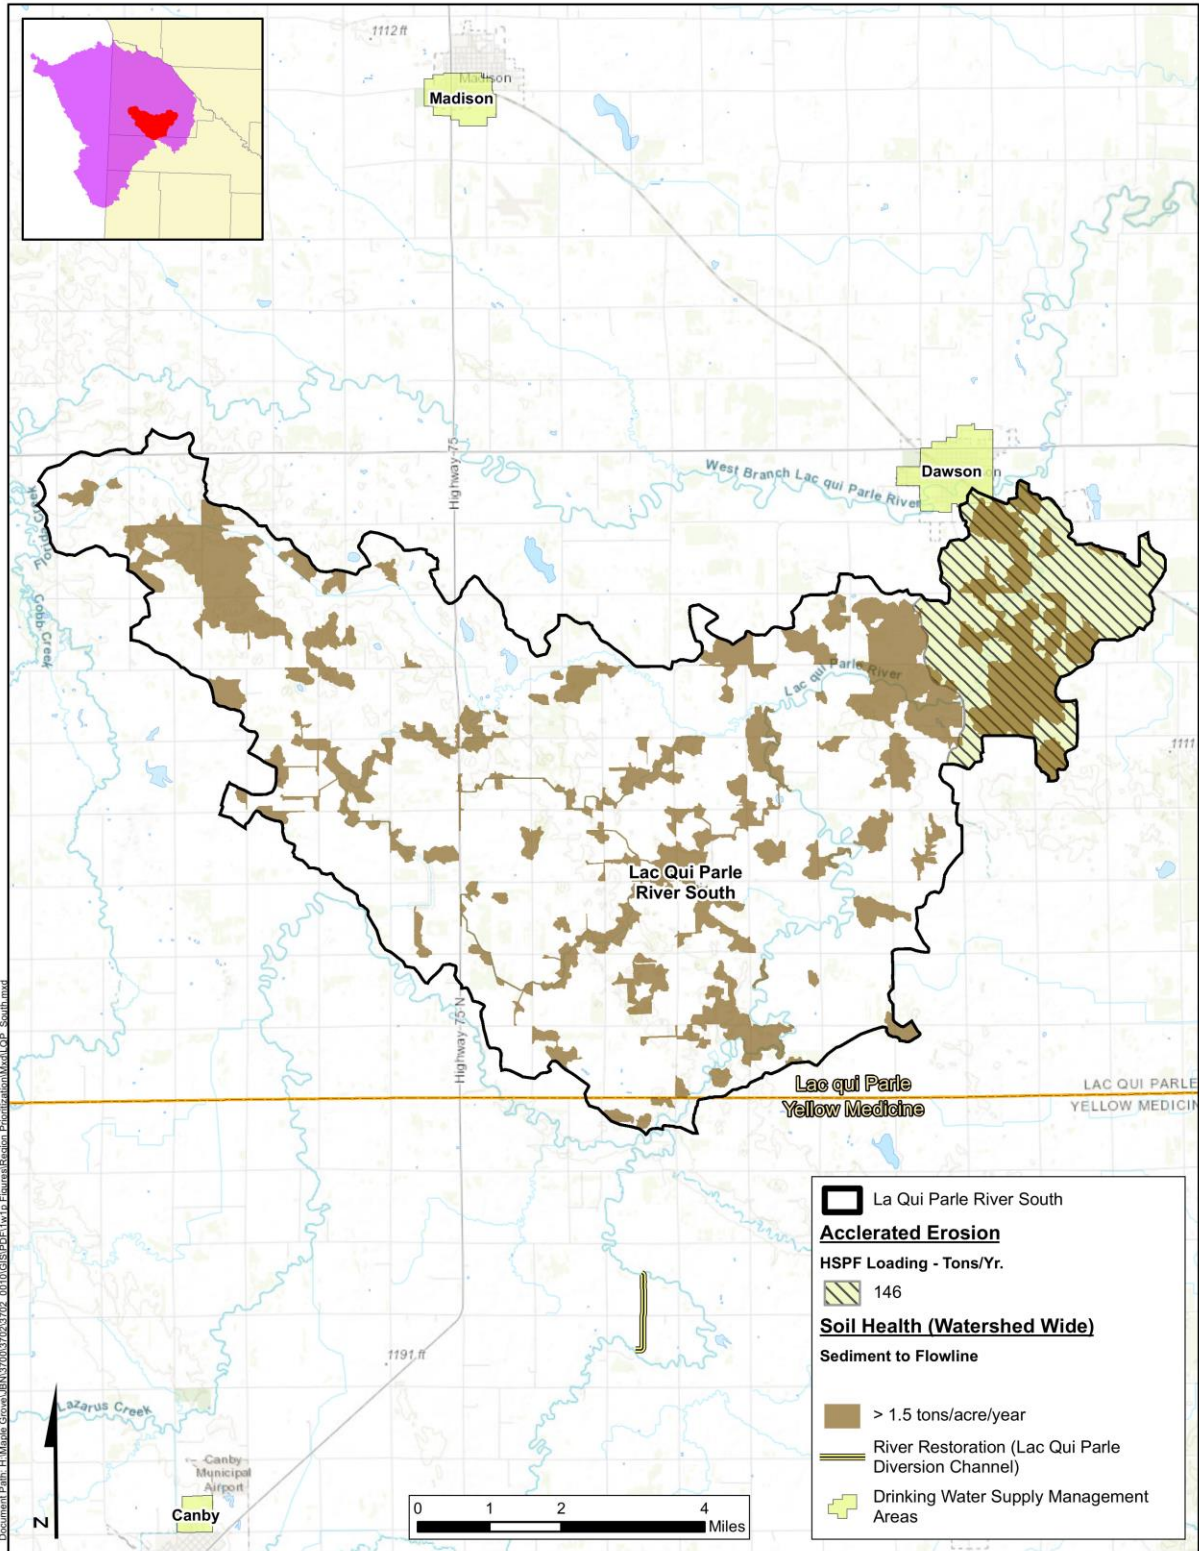 1112 ft
Madison
Madison
Highway-75
West Branch Lac qui Parle River
Dawson
on
Florida Creek
Cobb Creek
Lac qui Parle River
1111
Lac Qui Parle
River South
Highway-75 N
Lac qui Parle
Yellow Medicine
LAC QUI PARLE
YELLOW MEDICIN
1191 ft
Lazarus Creek
Canby
Municipal
Airport
Canby
N
0 1 2 4
Miles
La Qui Parle River South
Acclerated Erosion
HSPF Loading - Tons/Yr.
146
Soil Health (Watershed Wide)
Sediment to Flowline
> 1.5 tons/acre/year
River Restoration (Lac Qui Parle
Diversion Channel)
Drinking Water Supply Management
Areas